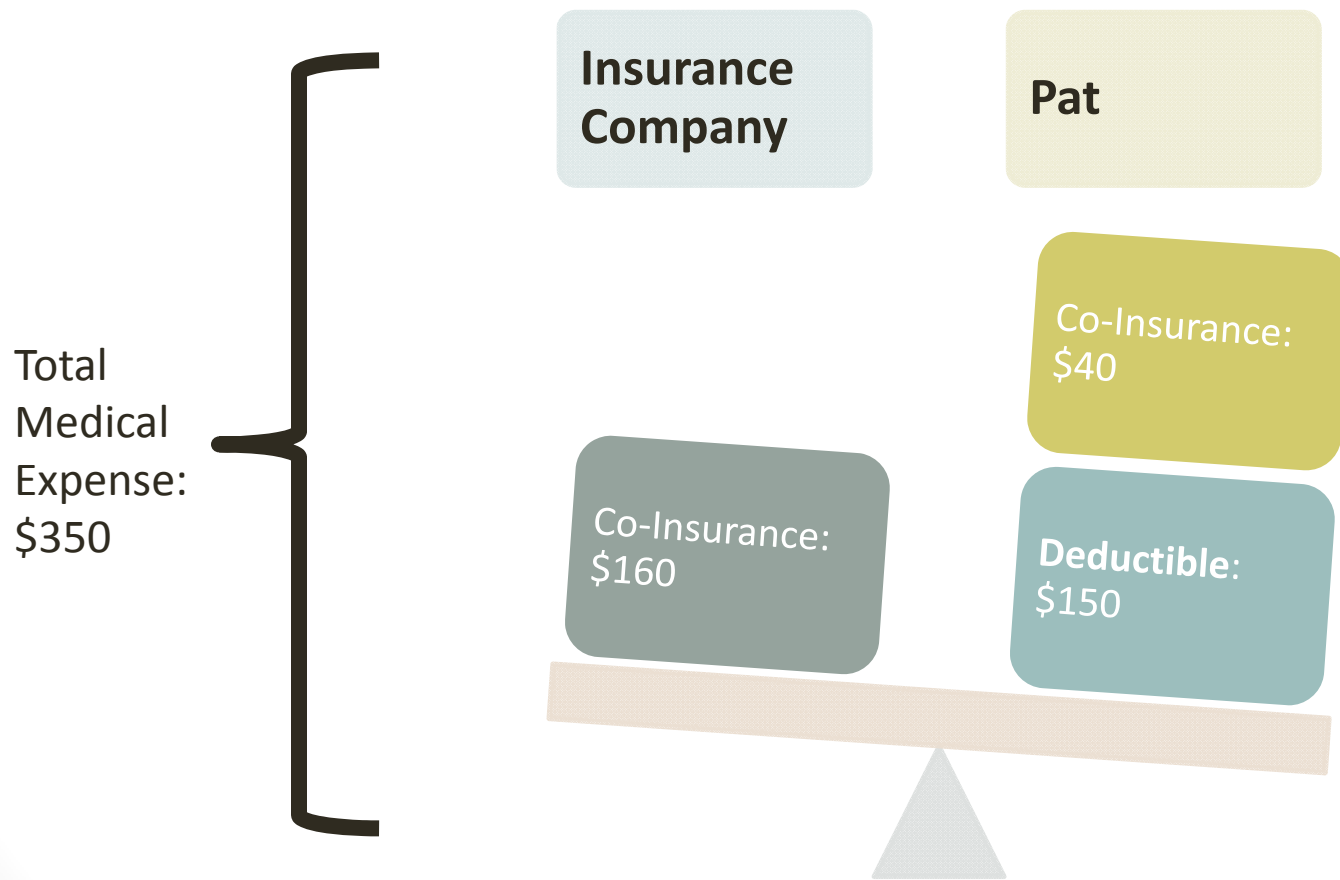 Insurance
Company
Pat
Total
Medical
Expense:
$350
Co-Insurance:
$160
Co-Insurance:
$40
Deductible:
$150